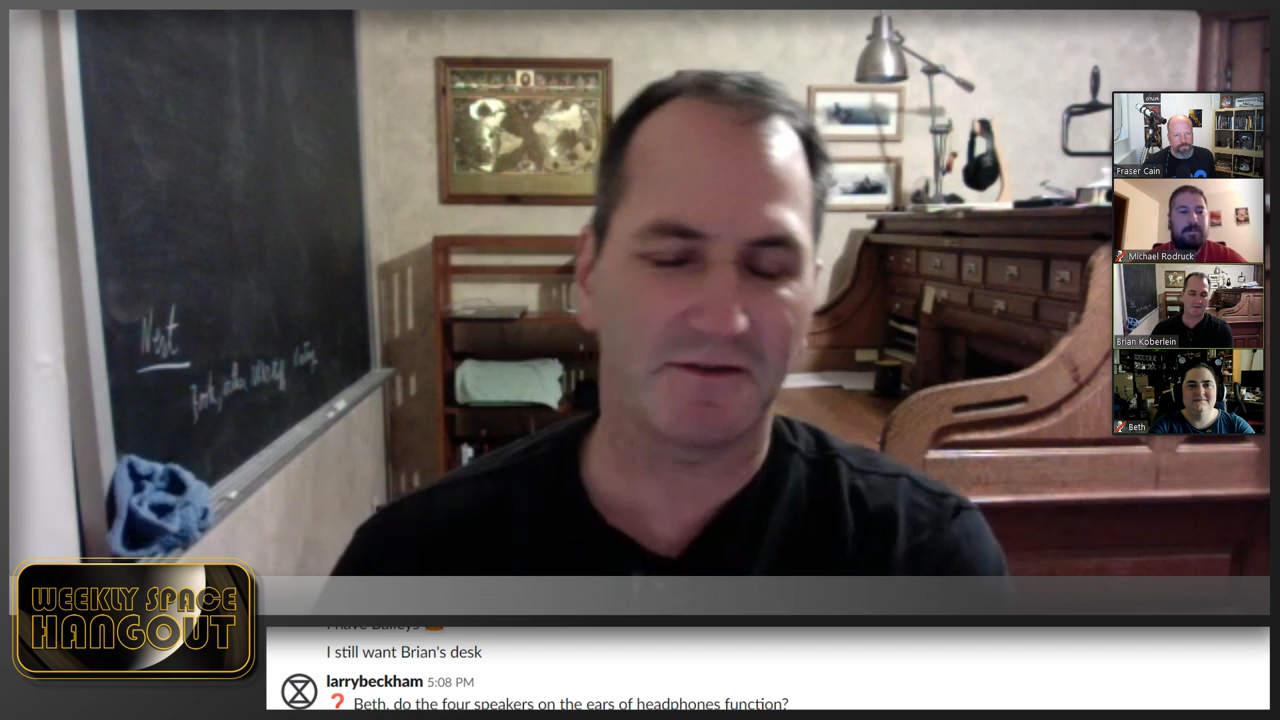 Next
Fraser Cain
Michael Rodruck
Brian Koberlein
Beth
WEEKLY SPACE
HANGOUT
I still want Brian's desk
larrybeckham 5:08 PM
❓ Beth, do the four speakers on the ears of headphones function?